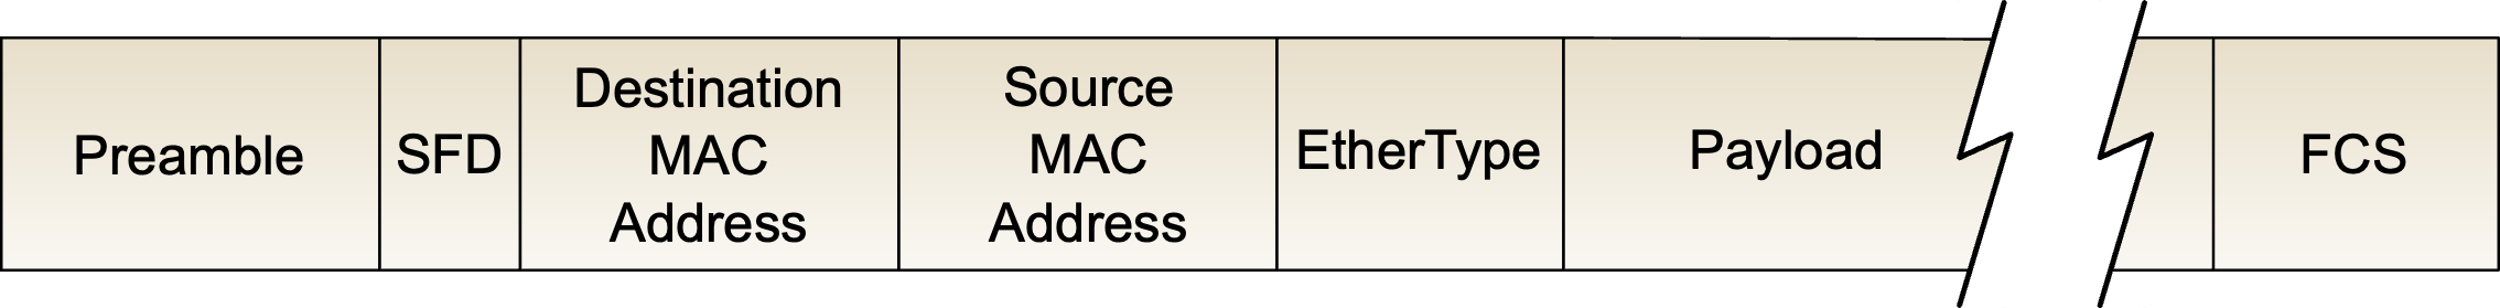 Preamble
SFD
Destination
MAC
Address
Source
MAC
Address
EtherType
Payload
FCS